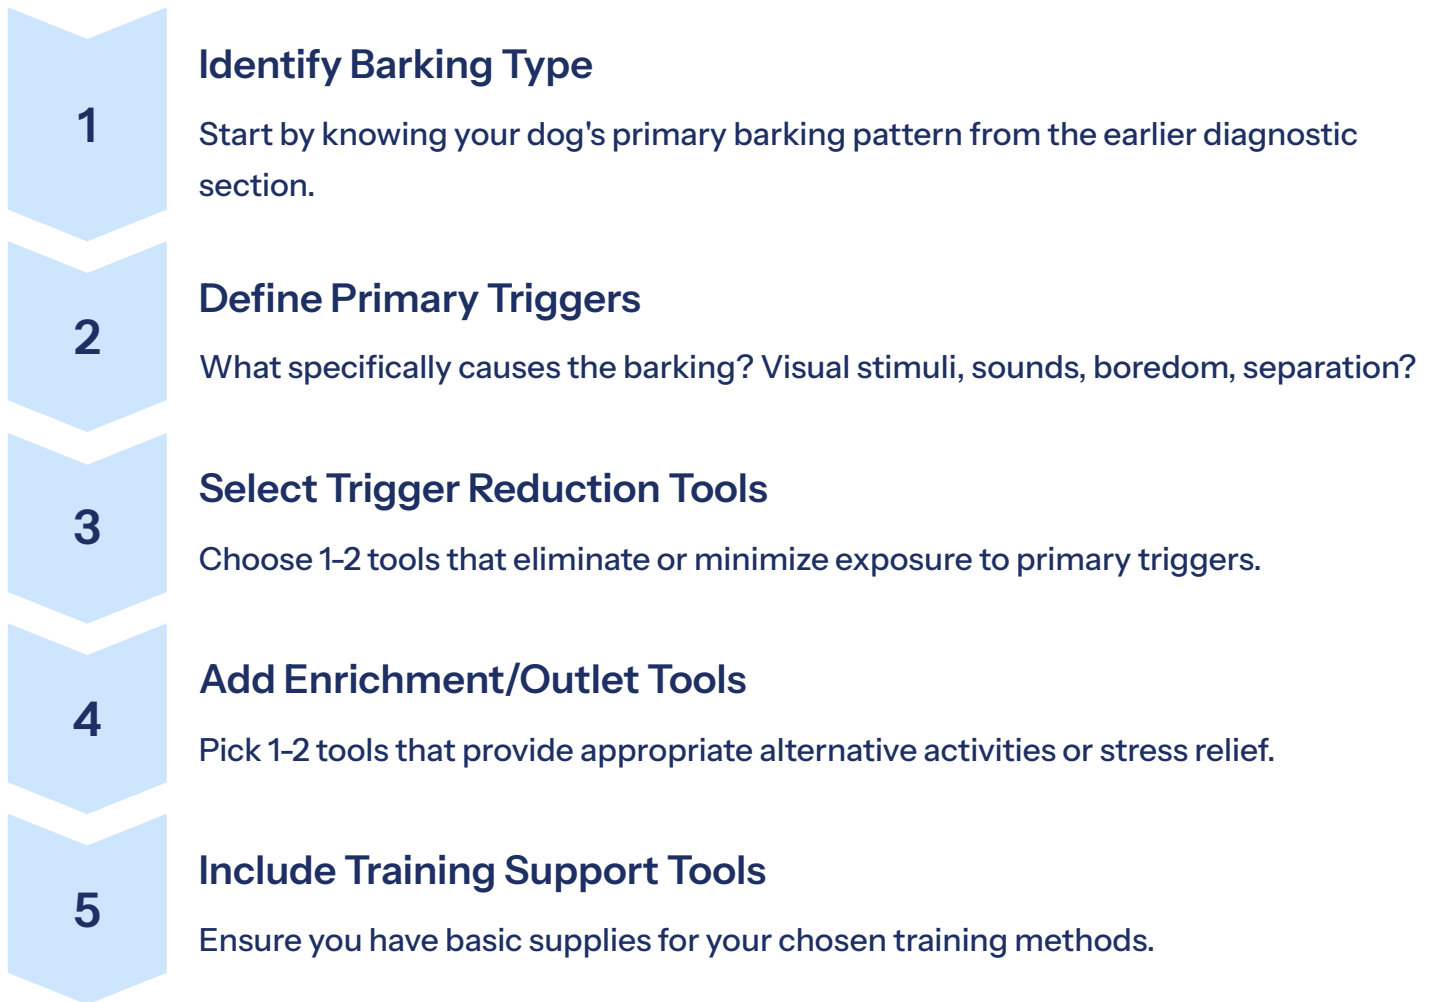 1
Identify Barking Type
Start by knowing your dog's primary barking pattern from the earlier diagnostic
section.
2
Define Primary Triggers
What specifically causes the barking? Visual stimuli, sounds, boredom, separation?
3
Select Trigger Reduction Tools
Choose 1-2 tools that eliminate or minimize exposure to primary triggers.
4
Add Enrichment/Outlet Tools
Pick 1-2 tools that provide appropriate alternative activities or stress relief.
5
Include Training Support Tools
Ensure you have basic supplies for your chosen training methods.